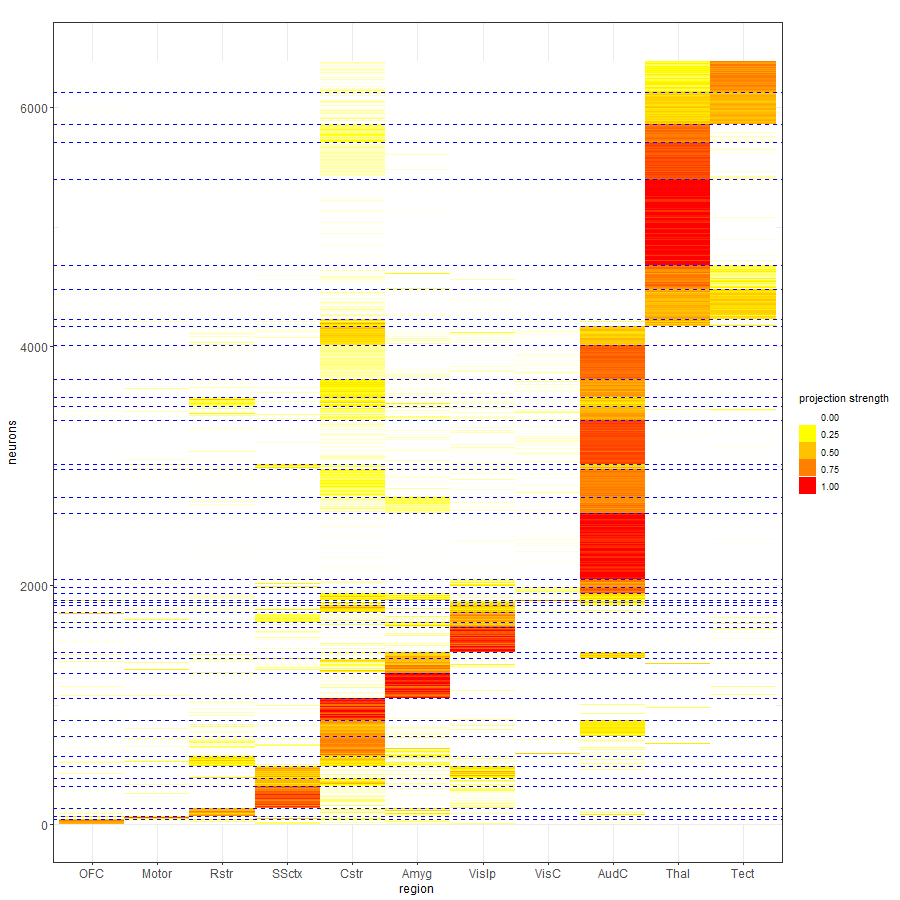 6000
4000
2000
0
neurons
OFC Motor Rstr SSctx Cstr Amyg VisIp VisC AudC Thal Tect
region
projection strength
0.00
0.25
0.50
0.75
1.00